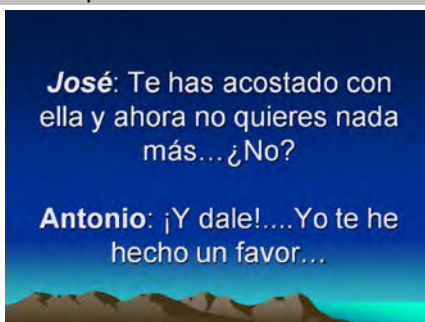 José: Te has acostado con
ella y ahora no quieres nada
más…¿No?
Antonio: ¡Y dale!....Yo te he
hecho un favor…